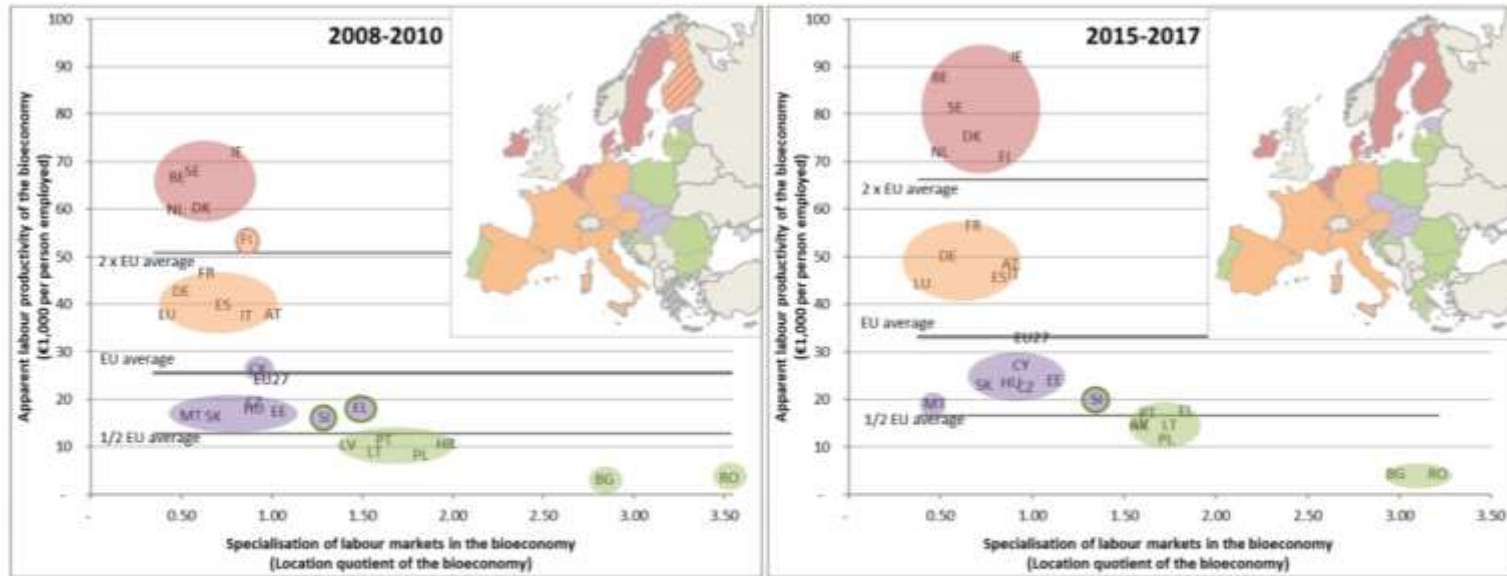 2008-2010
Apparent labour productivity of the bioeconomy
(€1,000 per person employed)
100
90
80
70
60
50
40
30
20
10
-
IE
SE
BE
NL
DK
FI
2 x EU average
FR
DE
ES
LU
IT
AT
EU average
CY
EU27
CZ
HU
EE
MT
SK
SI
EL
1/2 EU average
LV
PT
LT
HR
PL
BG
RO
-
0.50
1.00
1.50
2.00
2.50
3.00
3.50
Specialisation of labour markets in the bioeconomy
(Location quotient of the bioeconomy)
2015-2017
Apparent labour productivity of the bioeconomy
(€1,000 per person employed)
100
90
80
70
60
50
40
30
20
10
-
IE
BE
SE
DK
NL
FI
2 x EU average
FR
DE
AT
IT
ES
LU
EU average
EU27
CY
SK
HU
CZ
EE
MT
SI
1/2 EU average
PT
EL
LT
PL
BG
RO
-
0.50
1.00
1.50
2.00
2.50
3.00
3.50
Specialisation of labour markets in the bioeconomy
(Location quotient of the bioeconomy)